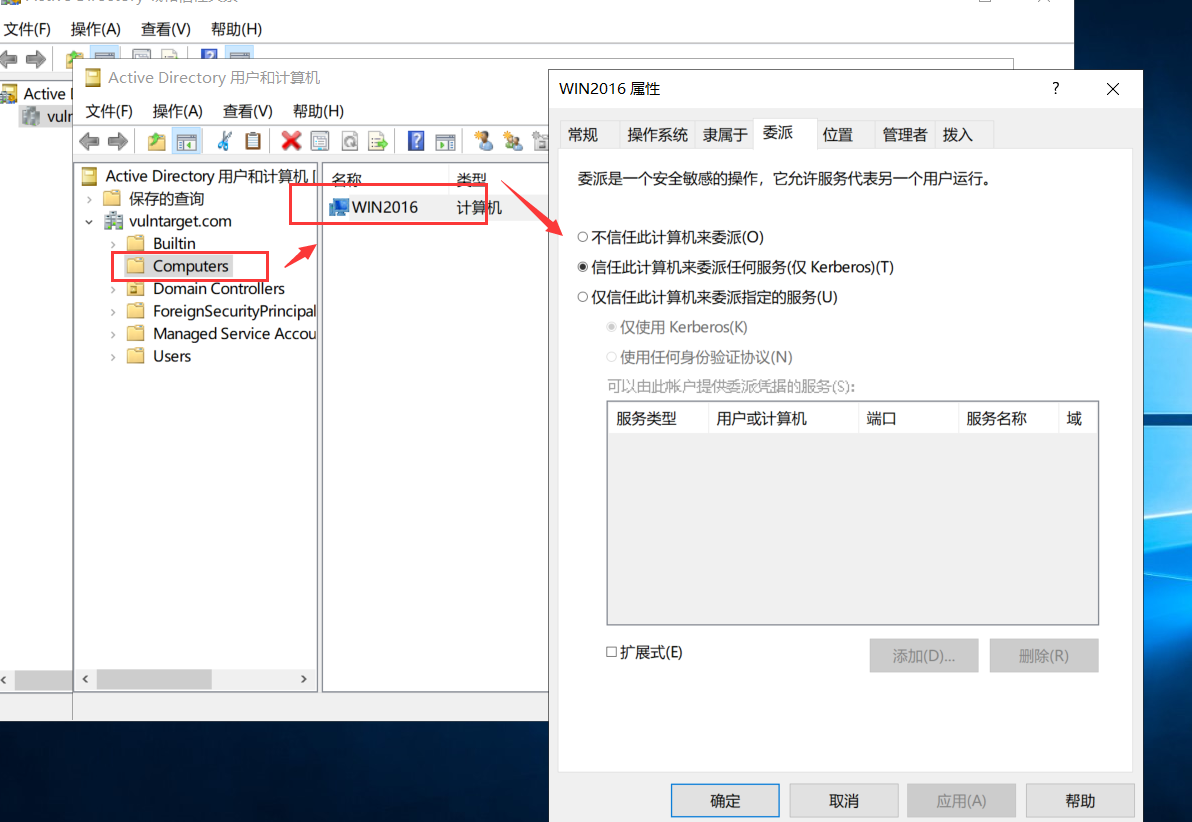 Active Directory
文件(F) 操作(A) 查看(V) 帮助(H)
Active
Active Directory 用户和计算机
文件(F) 操作(A) 查看(V) 帮助(H)
Active Directory 用户和计算机 [
保存的查询
vulntarget.com
Builtin
Computers
Domain Controllers
ForeignSecurityPrincipal
Managed Service Accou
Users
名称 类型
WIN2016 计算机
WIN2016 属性
? 
常规 操作系统 隶属于 委派 位置 管理者 拨入
委派是一个安全敏感的操作，它允许服务代表另一个用户运行。
不信任此计算机来委派(O)
信任此计算机来委派任何服务(仅 Kerberos)(T)
仅信任此计算机来委派指定的服务(U)
仅使用 Kerberos(K)
使用任何身份验证协议(N)
可以由此帐户提供委派凭据的服务(S):
服务类型 用户或计算机 端口 服务名称 域
扩展式(E)
添加(D)... 删除(R)
确定 取消 应用(A) 帮助